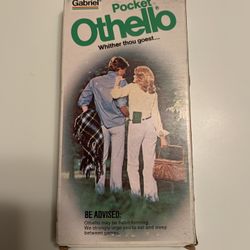 Gabriel
Pocket
Othello®
Whither thou goest...
BE ADVISED:
Othello may be habit forming.
We strongly urge you to eat and sleep
between games.